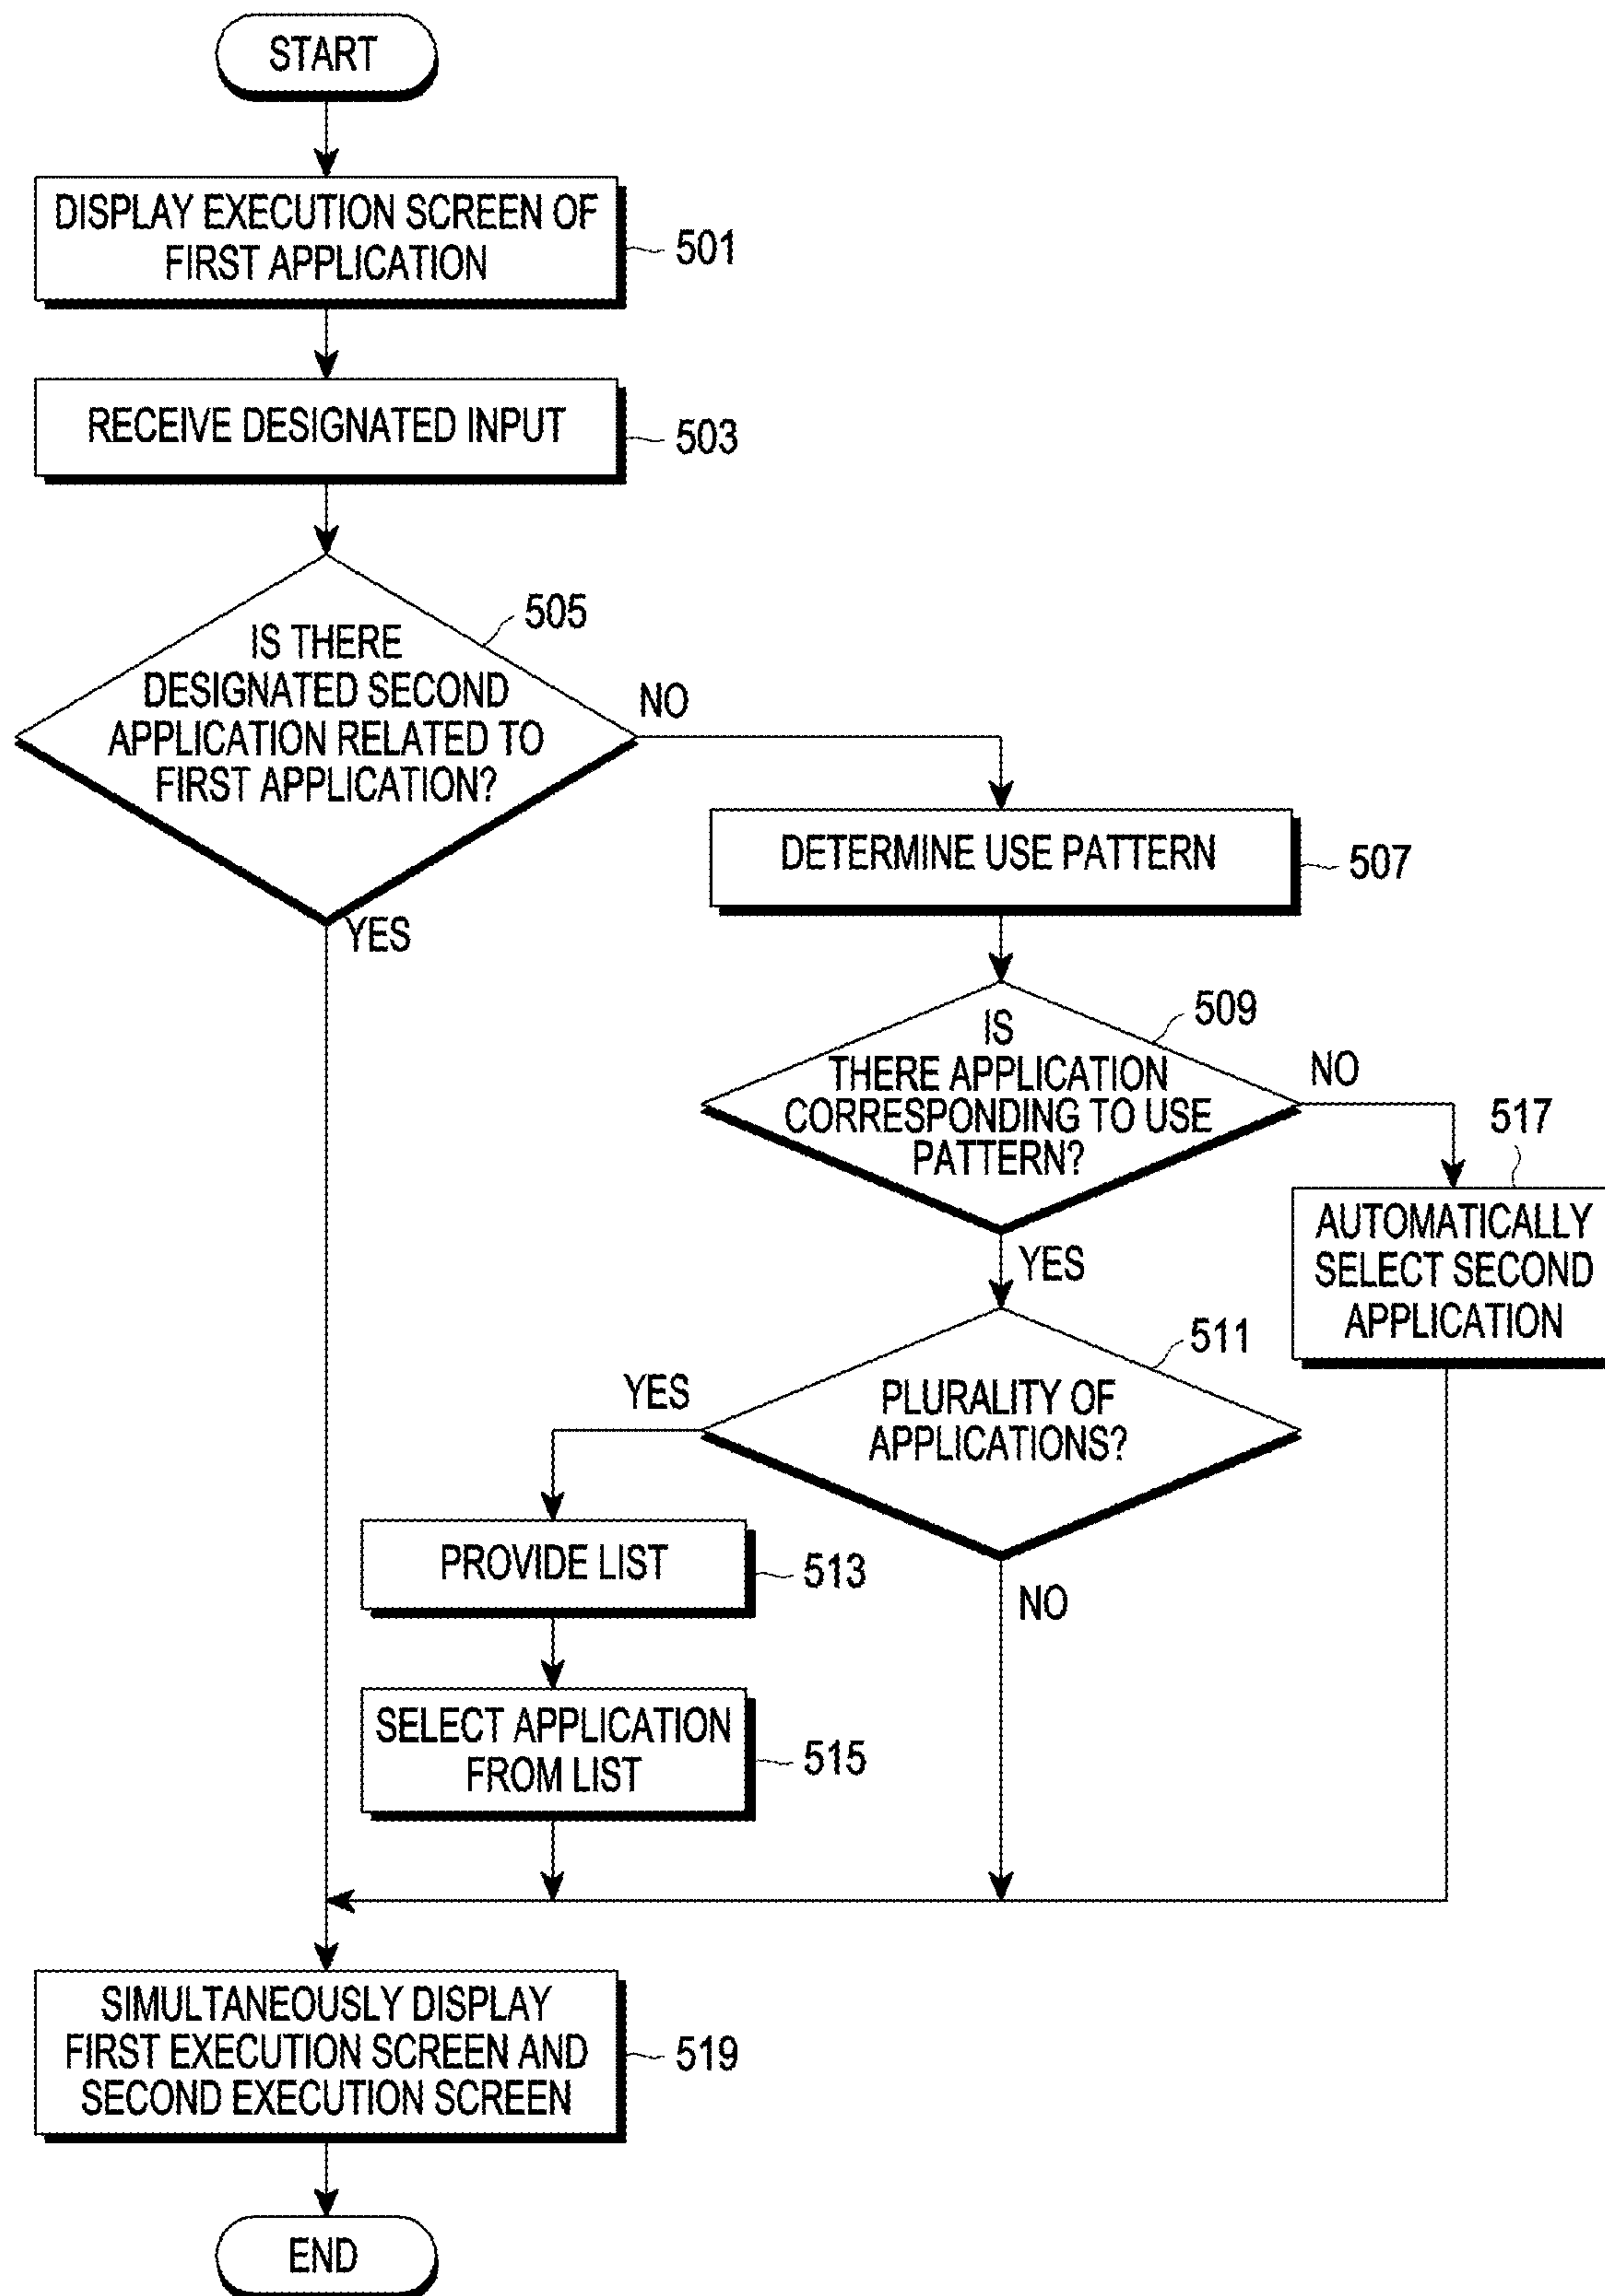 START
DISPLAY EXECUTION SCREEN OF
FIRST APPLICATION
501
RECEIVE DESIGNATED INPUT
503
IS THERE
DESIGNATED SECOND
APPLICATION RELATED TO
FIRST APPLICATION?
505
NO
YES
DETERMINE USE PATTERN
507
IS
THERE APPLICATION
CORRESPONDING TO USE
PATTERN?
509
NO
YES
517
AUTOMATICALLY
SELECT SECOND
APPLICATION
PLURALITY OF
APPLICATIONS?
511
YES
NO
PROVIDE LIST
513
SELECT APPLICATION
FROM LIST
515
SIMULTANEOUSLY DISPLAY
FIRST EXECUTION SCREEN AND
SECOND EXECUTION SCREEN
519
END